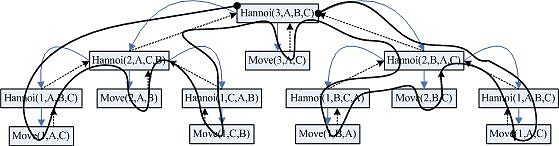 Hannoi(3,A,B,C)
Hannoi(2,A,C,B)
Move(3,A,C)
Hannoi(2,B,A,C)
Hannoi(1,A,B,C)
Move(2,A,B)
Hannoi(1,C,A,B)
Hannoi(1,B,C,A)
Move(2,B,C)
Hannoi(1,A,B,C)
Move(1,A,C)
Move(1,C,B)
Move(1,B,A)
Move(1,A,C)